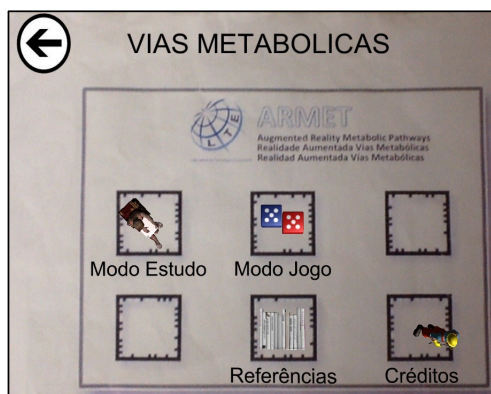 VIAS METABOLICAS
LTE
ARMET
Augmented Reality Metabolic Pathways
Realidade Aumentada Vias Metabólicas
Realidad Aumentada Vias Metabólicas
Modo Estudo Modo Jogo
Referências Créditos